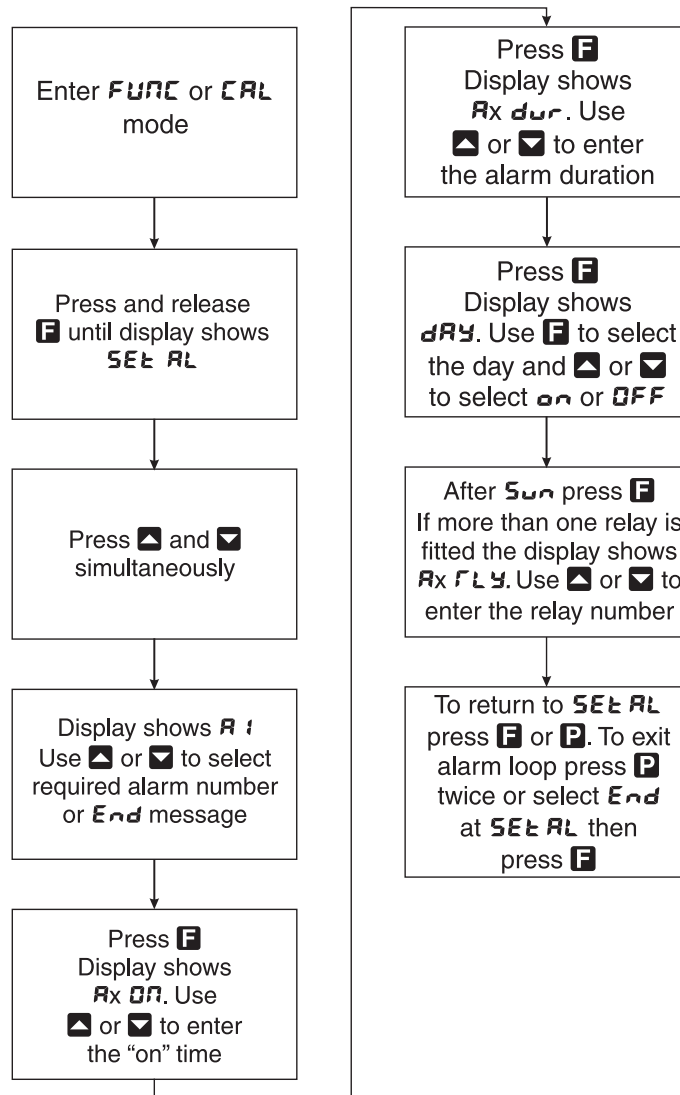 Enter FUNC or CAL
mode
Press and release
F until display shows
SEt AL
Press ▲ and ▼
simultaneously
Display shows A 1
Use ▲ or ▼ to select
required alarm number
or End message
Press F
Display shows
Ax ON. Use
▲ or ▼ to enter
the “on” time
Press F
Display shows
Ax dur. Use
▲ or ▼ to enter
the alarm duration
Press F
Display shows
dAY. Use F to select
the day and ▲ or ▼
to select on or OFF
After Sun press F
If more than one relay is
fitted the display shows
Ax rLY. Use ▲ or ▼ to
enter the relay number
To return to SEt AL
press F or P. To exit
alarm loop press P
twice or select End
at SEt AL then
press F